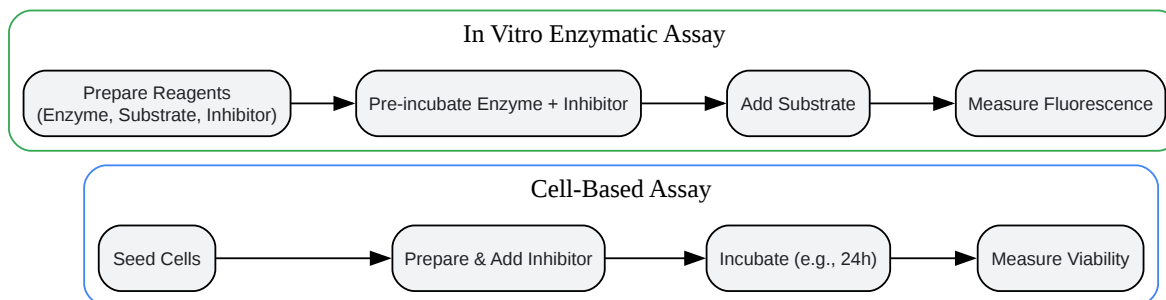 In Vitro Enzymatic Assay
Prepare Reagents
(Enzyme, Substrate, Inhibitor)
Pre-incubate Enzyme + Inhibitor
Add Substrate
Measure Fluorescence
Cell-Based Assay
Seed Cells
Prepare & Add Inhibitor
Incubate (e.g., 24h)
Measure Viability